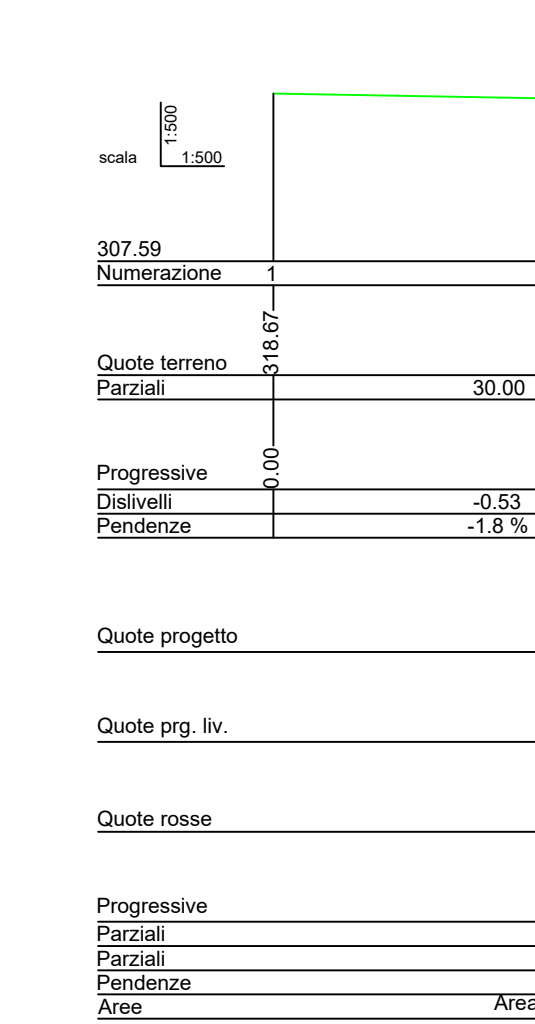 1:500
scala 1:500
307.59
Numerazione 1
318.67
Quote terreno
Parziali 30.00
0.00
Progressive
Dislivelli -0.53
Pendenze -1.8 %
Quote progetto
Quote prg. liv.
Quote rosse
Progressive
Parziali
Parziali
Pendenze
Aree Area